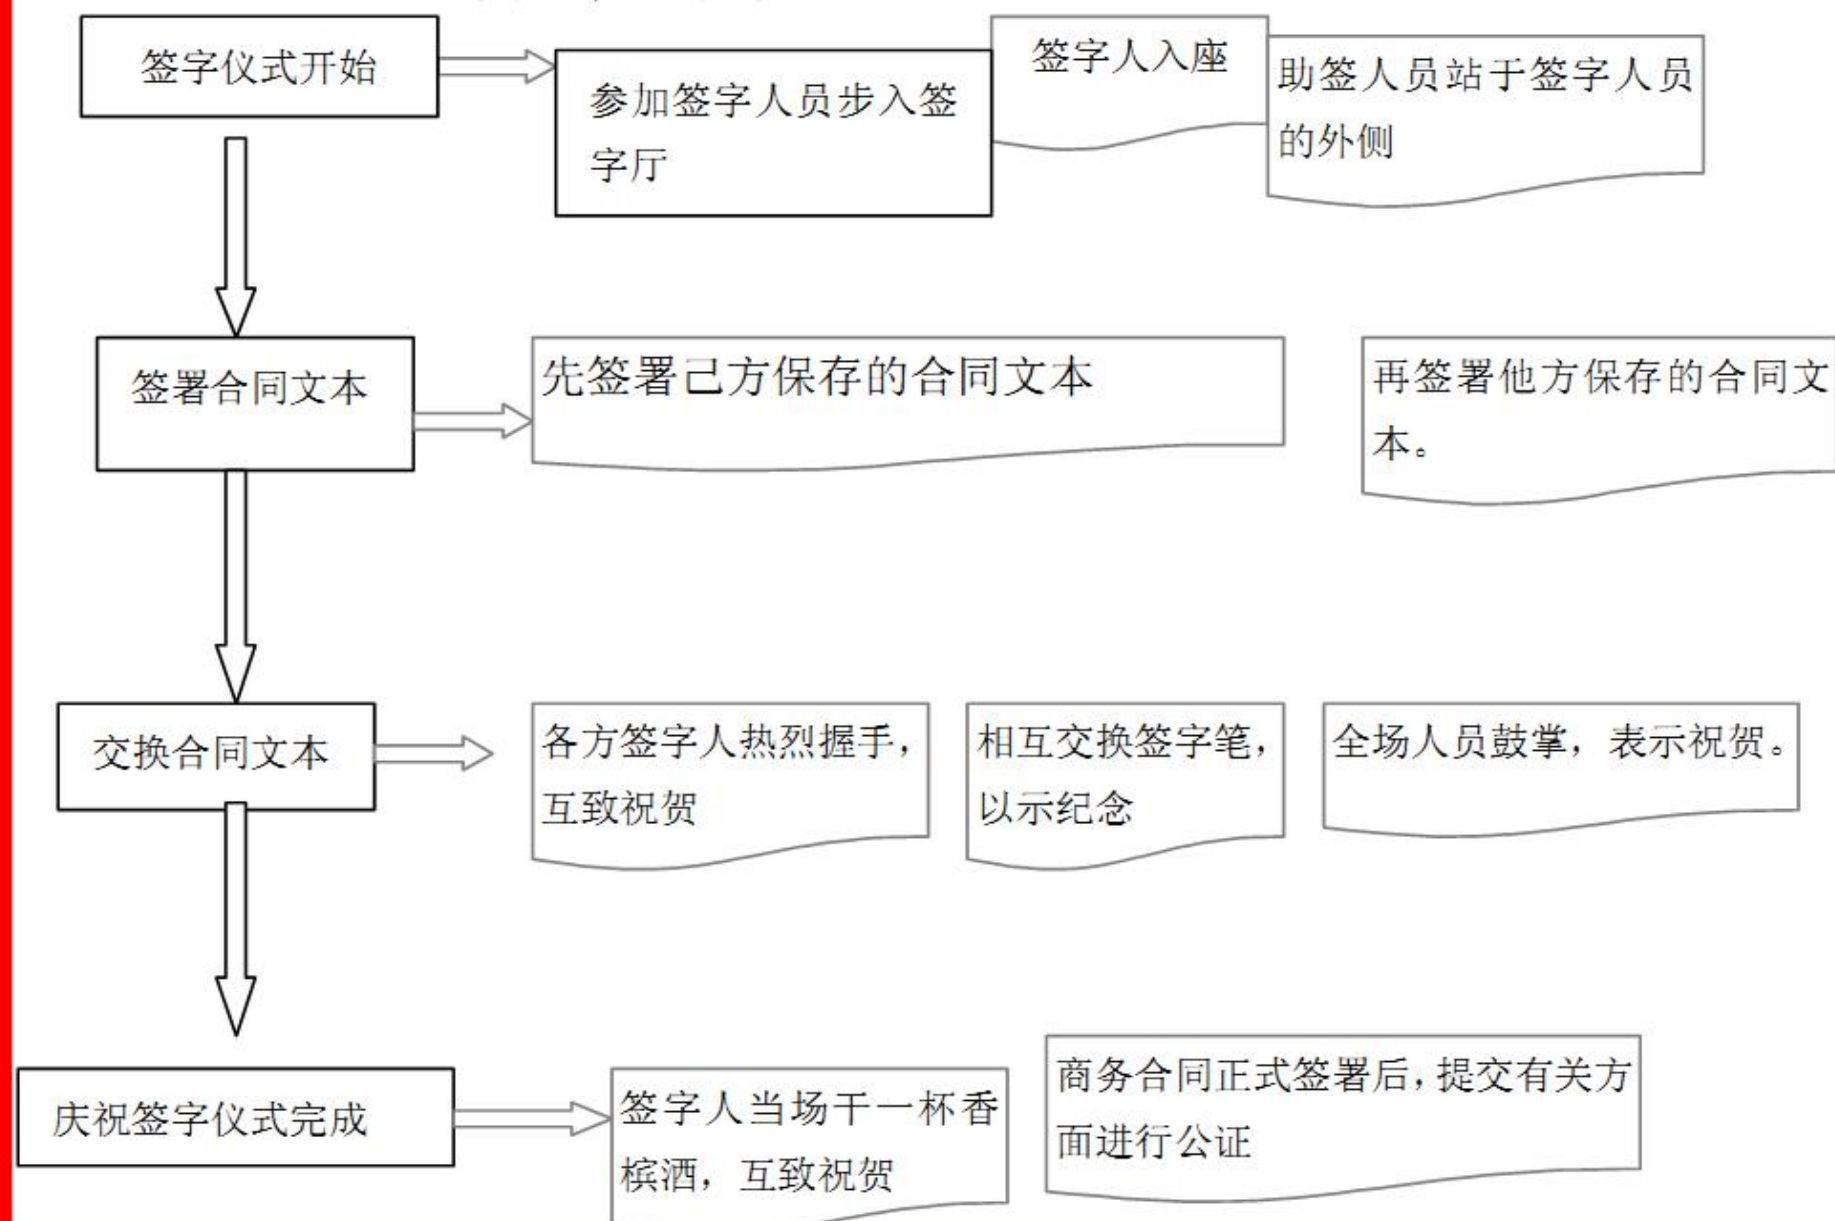 签字仪式开始
参加签字人员步入签
字厅
签字人入座
助签人员站于签字人员
的外侧
签署合同文本
先签署己方保存的合同文本
再签署他方保存的合同文
本。
交换合同文本
各方签字人热烈握手，
互致祝贺
相互交换签字笔，
以示纪念
全场人员鼓掌，表示祝贺。
庆祝签字仪式完成
签字人当场干一杯香
槟酒，互致祝贺
商务合同正式签署后，提交有关方
面进行公证